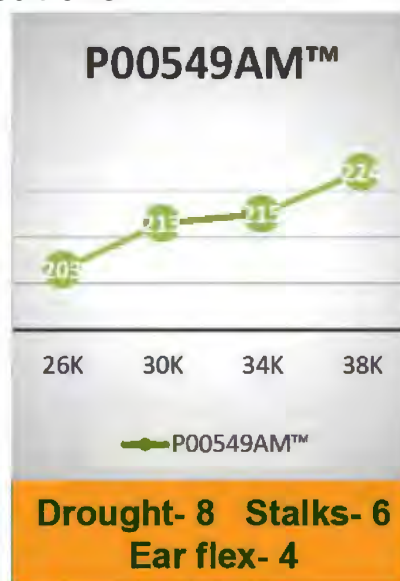 P00549AM™
224
213
215
203
26K 30K 34K 38K
P00549AM™
Drought- 8 Stalks- 6
Ear flex- 4